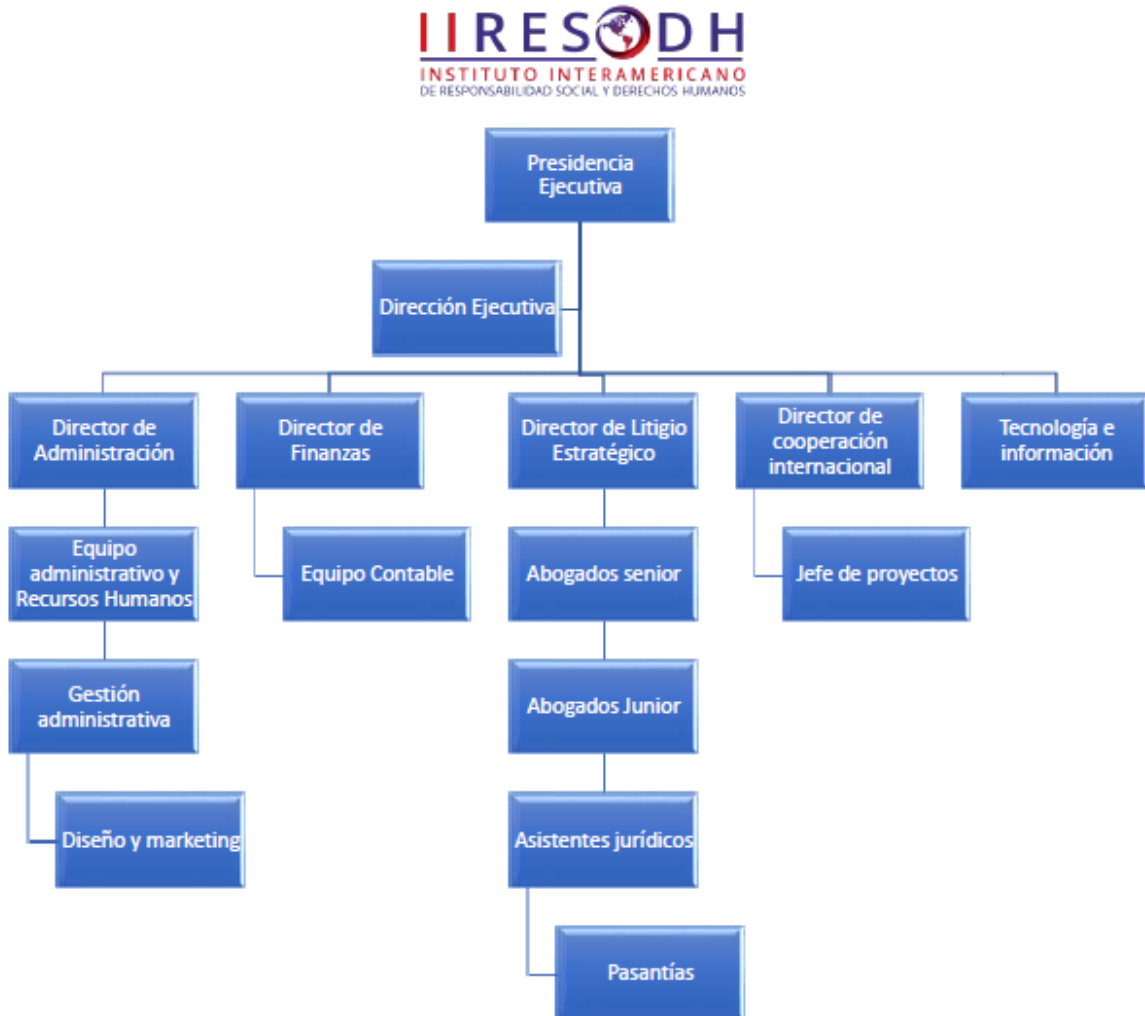 IIRESODH
INSTITUTO INTERAMERICANO
DE RESPONSABILIDAD SOCIAL Y DERECHOS HUMANOS
Presidencia
Ejecutiva
Dirección Ejecutiva
Director de
Administración
Director de
Finanzas
Director de Litigio
Estratégico
Director de
cooperación
internacional
Tecnología e
información
Equipo
administrativo y
Recursos Humanos
Equipo Contable
Abogados senior
Jefe de proyectos
Gestión
administrativa
Abogados Junior
Diseño y marketing
Asistentes jurídicos
Pasantías